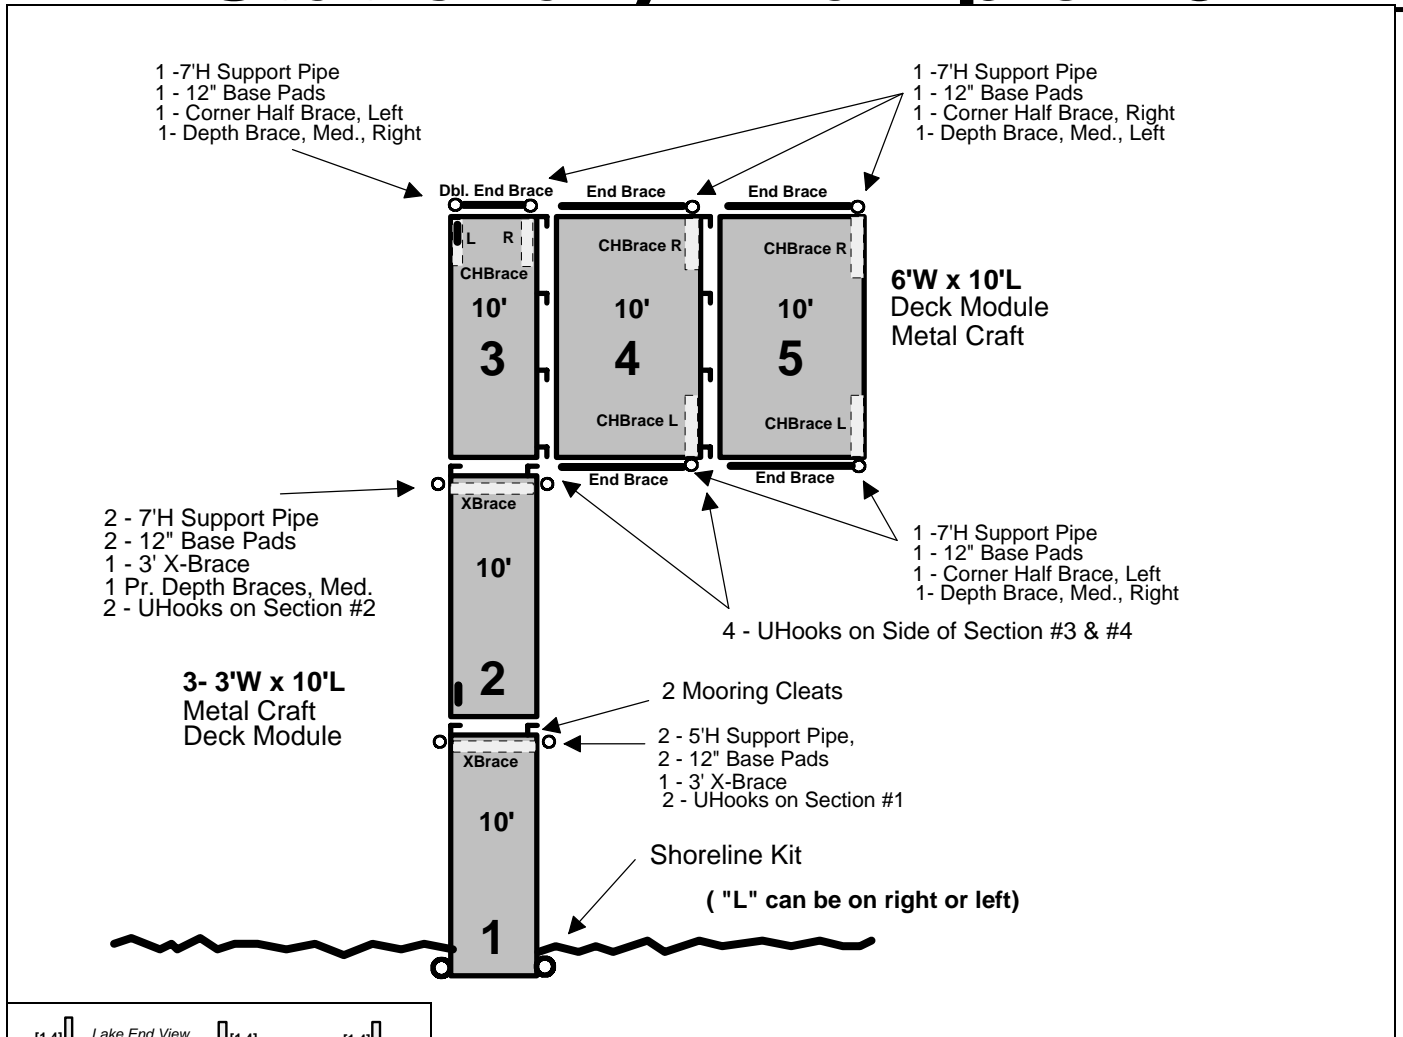 1 -7'H Support Pipe
1 - 12" Base Pads
1 - Corner Half Brace, Left
1- Depth Brace, Med., Right
1 -7'H Support Pipe
1 - 12" Base Pads
1 - Corner Half Brace, Right
1- Depth Brace, Med., Left
Dbl. End Brace
End Brace
End Brace
L
R
CHBrace
CHBrace R
CHBrace R
10'
10'
10'
3
4
5
6'W x 10'L
Deck Module
Metal Craft
CHBrace L
CHBrace L
End Brace
End Brace
XBrace
2 - 7'H Support Pipe
2 - 12" Base Pads
1 - 3' X-Brace
1 Pr. Depth Braces, Med.
2 - UHooks on Section #2
10'
1 -7'H Support Pipe
1 - 12" Base Pads
1 - Corner Half Brace, Left
1- Depth Brace, Med., Right
4 - UHooks on Side of Section #3 & #4
2
3- 3'W x 10'L
Metal Craft
Deck Module
2 Mooring Cleats
2 - 5'H Support Pipe,
2 - 12" Base Pads
1 - 3' X-Brace
2 - UHooks on Section #1
XBrace
10'
Shoreline Kit
( "L" can be on right or left)
1
Lake End View